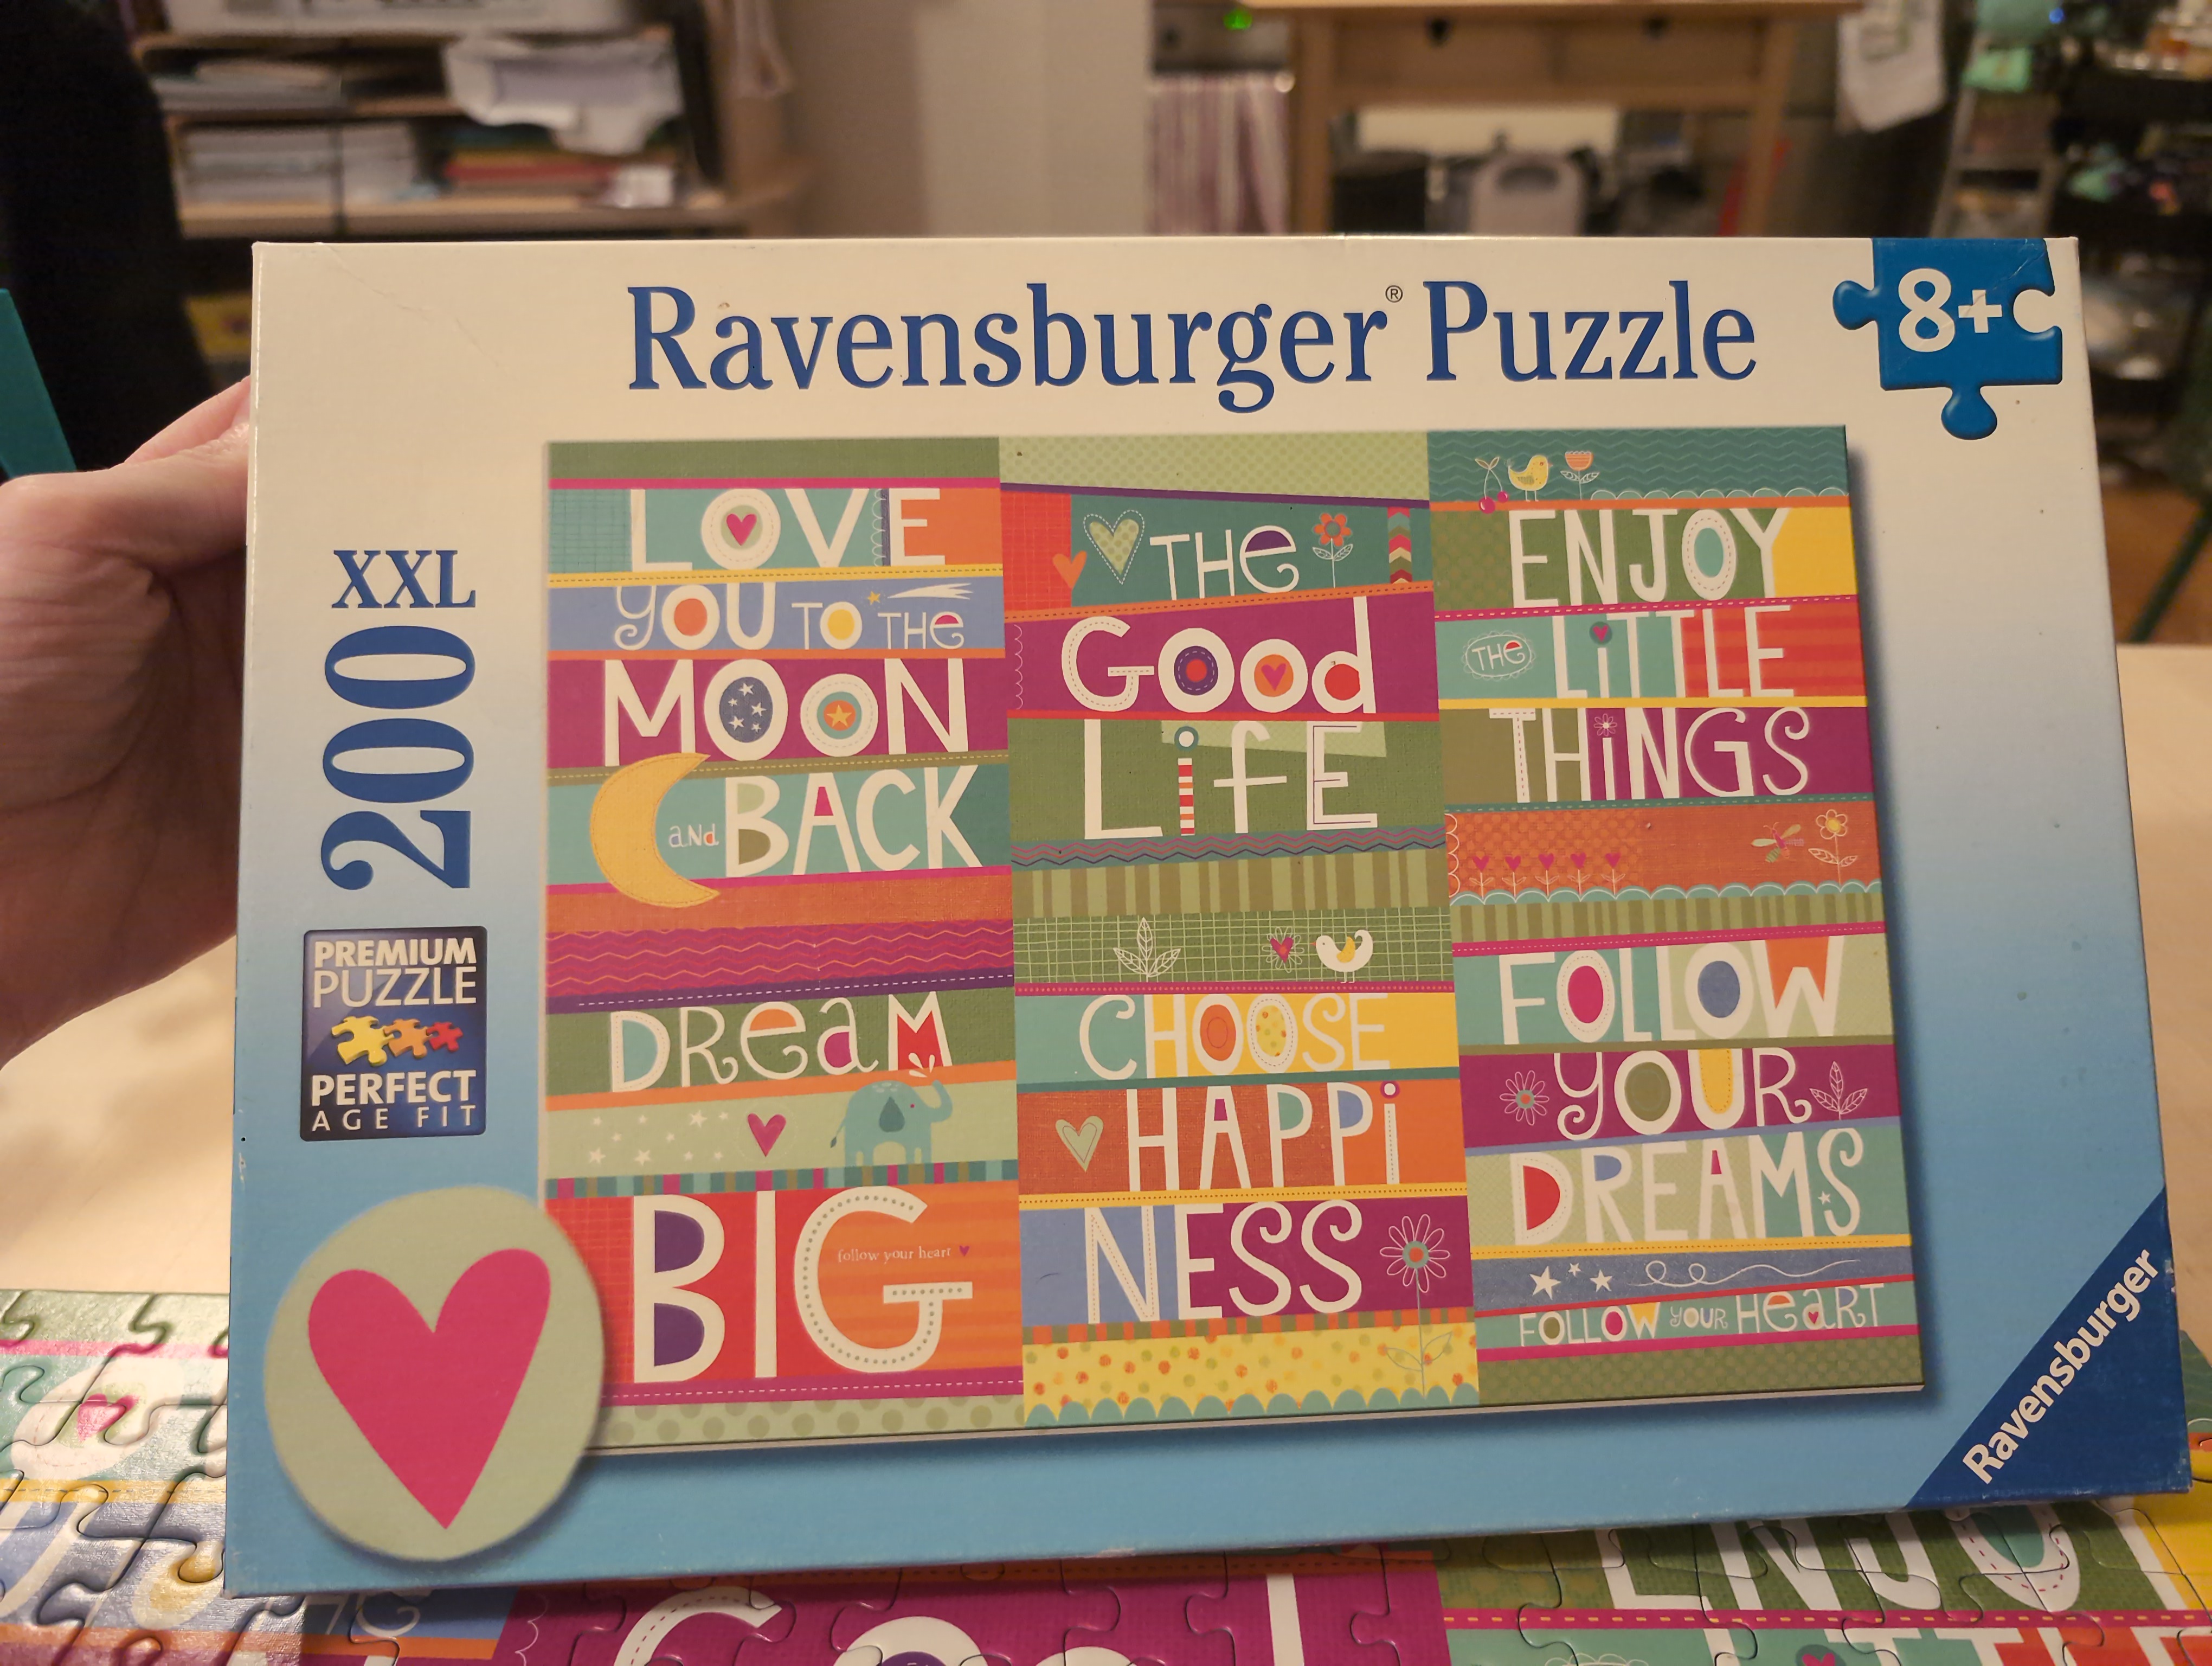 Ravensburger® Puzzle
8+
XXL
200
PREMIUM
PUZZLE
PERFECT
AGE FIT
LOVE
YOU TO THE
MOON
and BACK
DReaM
BIG
follow your heart
THe
Good
LifE
CHOOSE
HAPPi
NESS
ENJOY
THE LiTTLE
THiNGS
FOLLOW
YOUR
DREAMS
FOLLOW YOUR HeaRT
Ravensburger
ENJO